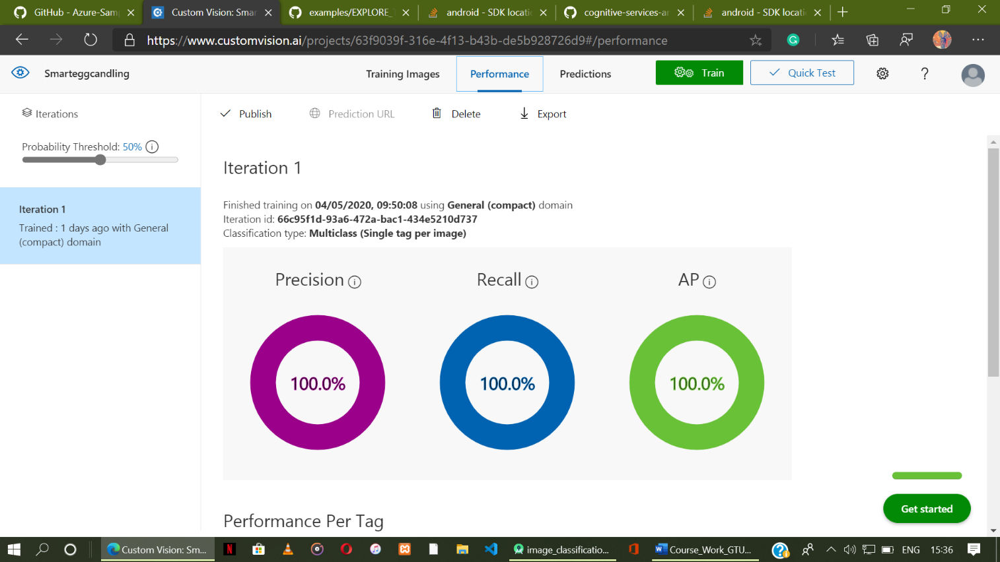 GitHub - Azure-Sam
Custom Vision: Smar
examples/EXPLORE_
android - SDK locati
cognitive-services-a
android - SDK locati
https://www.customvision.ai/projects/63f9039f-316e-4f13-b43b-de5b928726d9#/performance
Smarteggcandling
Training Images
Performance
Predictions
Train
Quick Test
Iterations
Publish
Prediction URL
Delete
Export
Probability Threshold: 50%
Iteration 1
Trained : 1 days ago with General
(compact) domain
Iteration 1
Finished training on 04/05/2020, 09:50:08 using General (compact) domain
Iteration id: 66c95f1d-93a6-472a-bac1-434e5210d737
Classification type: Multiclass (Single tag per image)
Precision
Recall
AP
100.0%
100.0%
100.0%
Get started
Performance Per Tag
Custom Vision: Sm...
image_classificatio...
Course_Work_GTU...
ENG
15:36